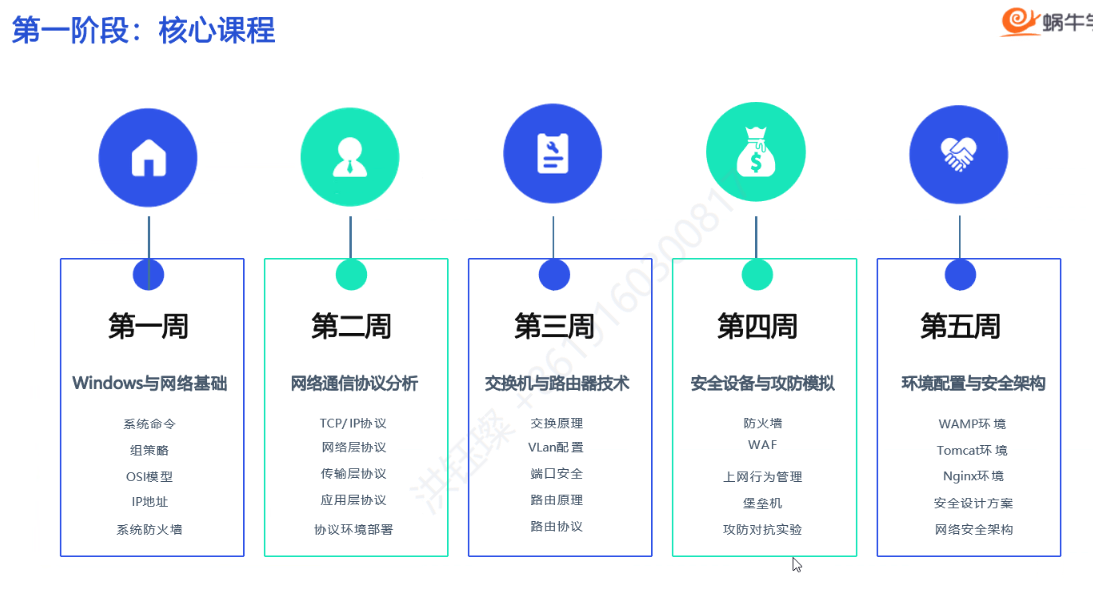 第一阶段：核心课程
蜗牛学
第一周
Windows与网络基础
系统命令
组策略
OSI模型
IP地址
系统防火墙
第二周
网络通信协议分析
TCP/IP协议
网络层协议
传输层协议
应用层协议
协议环境部署
第三周
交换机与路由器技术
交换原理
VLan配置
端口安全
路由原理
路由协议
第四周
安全设备与攻防模拟
防火墙
WAF
上网行为管理
堡垒机
攻防对抗实验
第五周
环境配置与安全架构
WAMP环境
Tomcat环境
Nginx环境
安全设计方案
网络安全架构